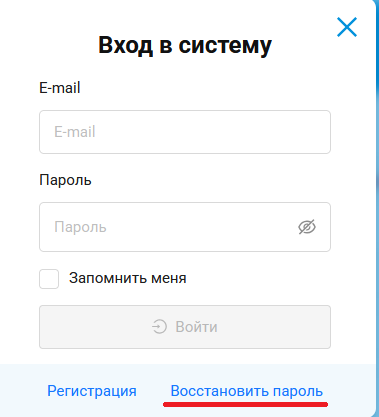 Вход в систему
E-mail
E-mail
Пароль
Пароль
Запомнить меня
Войти
Регистрация Восстановить пароль